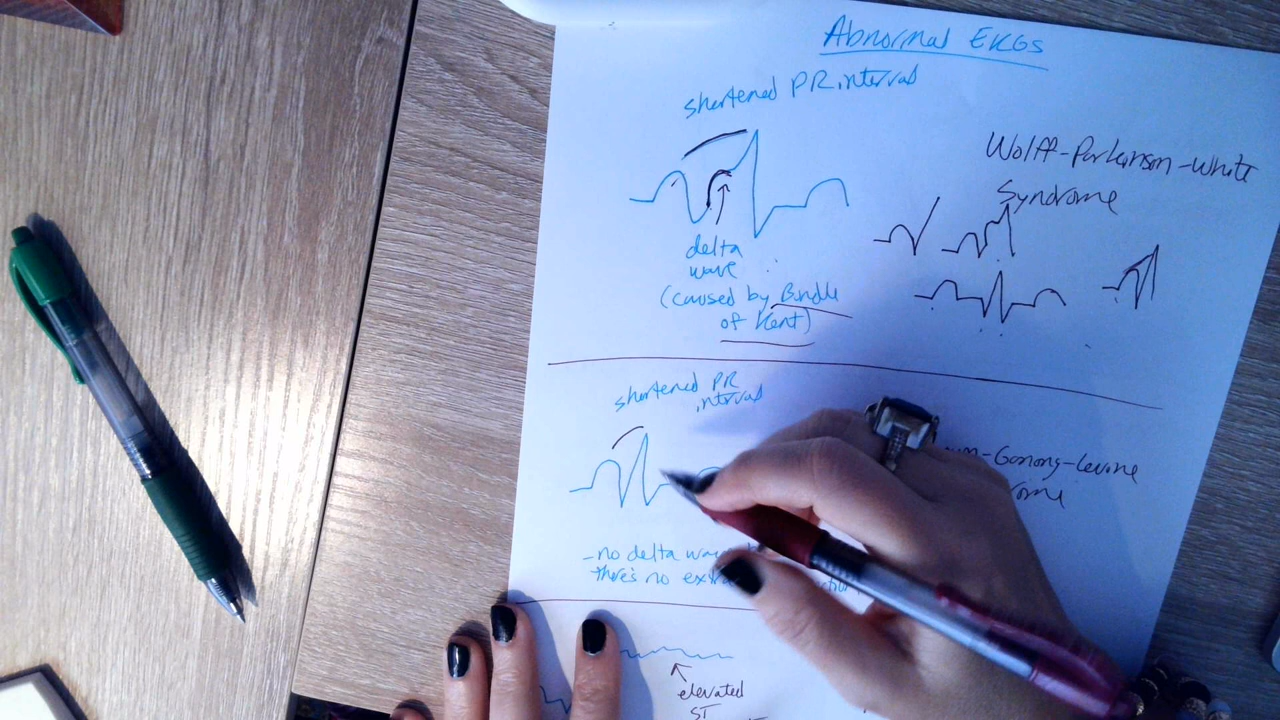 Abnormal EKGs
shortened PR interval
Wolff-Parkinson-White
Syndrome
delta
wave
(caused by Bundle
of Kent)
shortened PR
interval
-Ganong-Levine
-no delta
there's no
elevated
ST